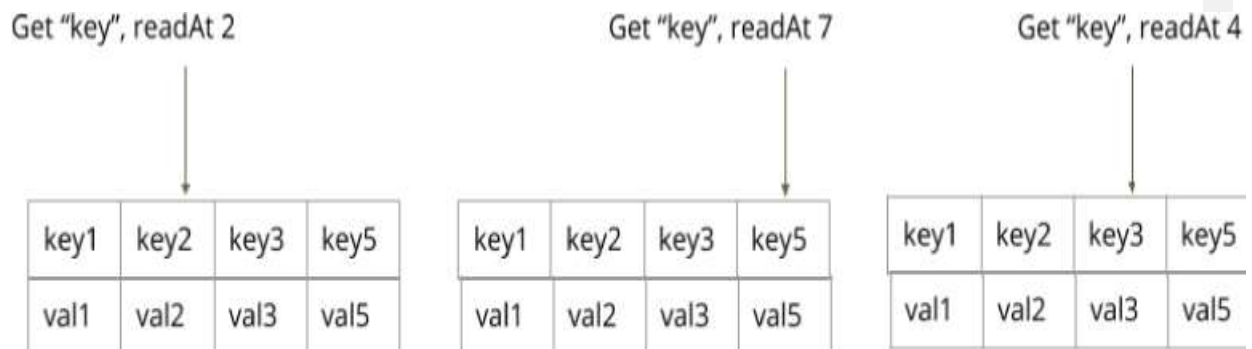 Get “key”, readAt 2
Get “key”, readAt 7
Get “key”, readAt 4
key1 key2 key3 key5
val1 val2 val3 val5
key1 key2 key3 key5
val1 val2 val3 val5
key1 key2 key3 key5
val1 val2 val3 val5